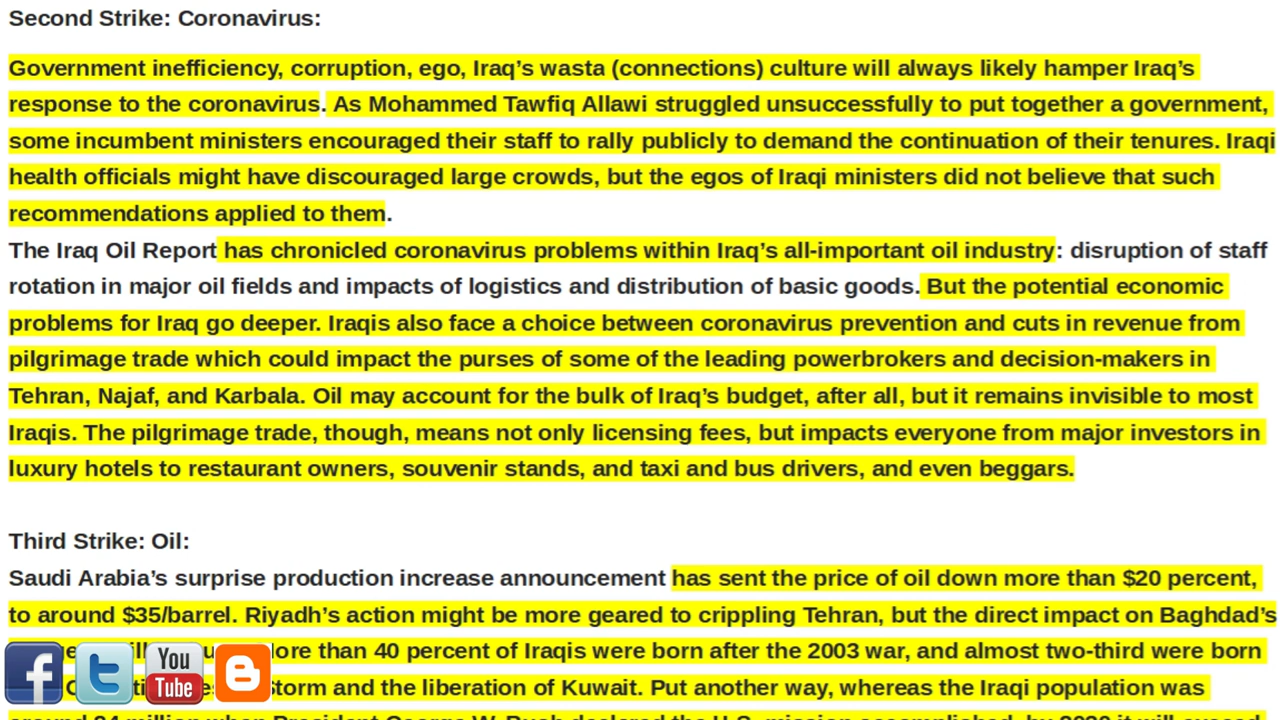 Second Strike: Coronavirus:
Government inefficiency, corruption, ego, Iraq’s wasta (connections) culture will always likely hamper Iraq’s
response to the coronavirus. As Mohammed Tawfiq Allawi struggled unsuccessfully to put together a government,
some incumbent ministers encouraged their staff to rally publicly to demand the continuation of their tenures. Iraqi
health officials might have discouraged large crowds, but the egos of Iraqi ministers did not believe that such
recommendations applied to them.
The Iraq Oil Report has chronicled coronavirus problems within Iraq’s all-important oil industry: disruption of staff
rotation in major oil fields and impacts of logistics and distribution of basic goods. But the potential economic
problems for Iraq go deeper. Iraqis also face a choice between coronavirus prevention and cuts in revenue from
pilgrimage trade which could impact the purses of some of the leading powerbrokers and decision-makers in
Tehran, Najaf, and Karbala. Oil may account for the bulk of Iraq’s budget, after all, but it remains invisible to most
Iraqis. The pilgrimage trade, though, means not only licensing fees, but impacts everyone from major investors in
luxury hotels to restaurant owners, souvenir stands, and taxi and bus drivers, and even beggars.
Third Strike: Oil:
Saudi Arabia’s surprise production increase announcement has sent the price of oil down more than $20 percent,
to around $35/barrel. Riyadh’s action might be more geared to crippling Tehran, but the direct impact on Baghdad’s
than 40 percent of Iraqis were born after the 2003 war, and almost two-third were born
Storm and the liberation of Kuwait. Put another way, whereas the Iraqi population was
You
Tube